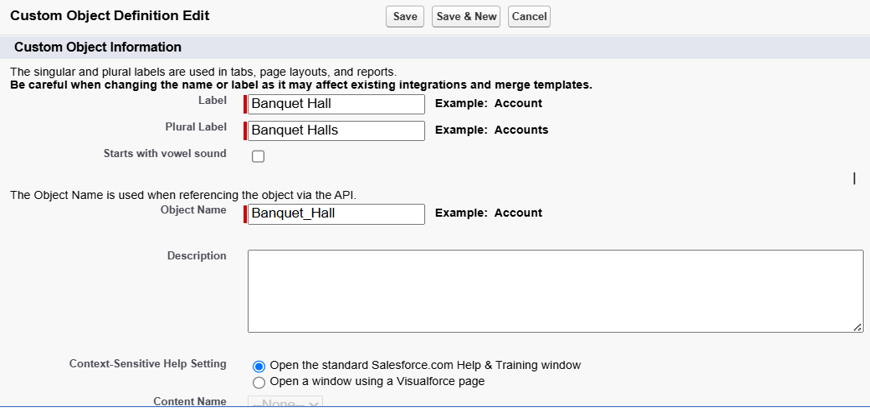 Custom Object Definition Edit Save Save & New Cancel
Custom Object Information
The singular and plural labels are used in tabs, page layouts, and reports.
Be careful when changing the name or label as it may affect existing integrations and merge templates.
Label Banquet Hall Example: Account
Plural Label Banquet Halls Example: Accounts
Starts with vowel sound
The Object Name is used when referencing the object via the API.
Object Name Banquet_Hall Example: Account
Description
Context-Sensitive Help Setting Open the standard Salesforce.com Help & Training window
Open a window using a Visualforce page
Content Name --None--